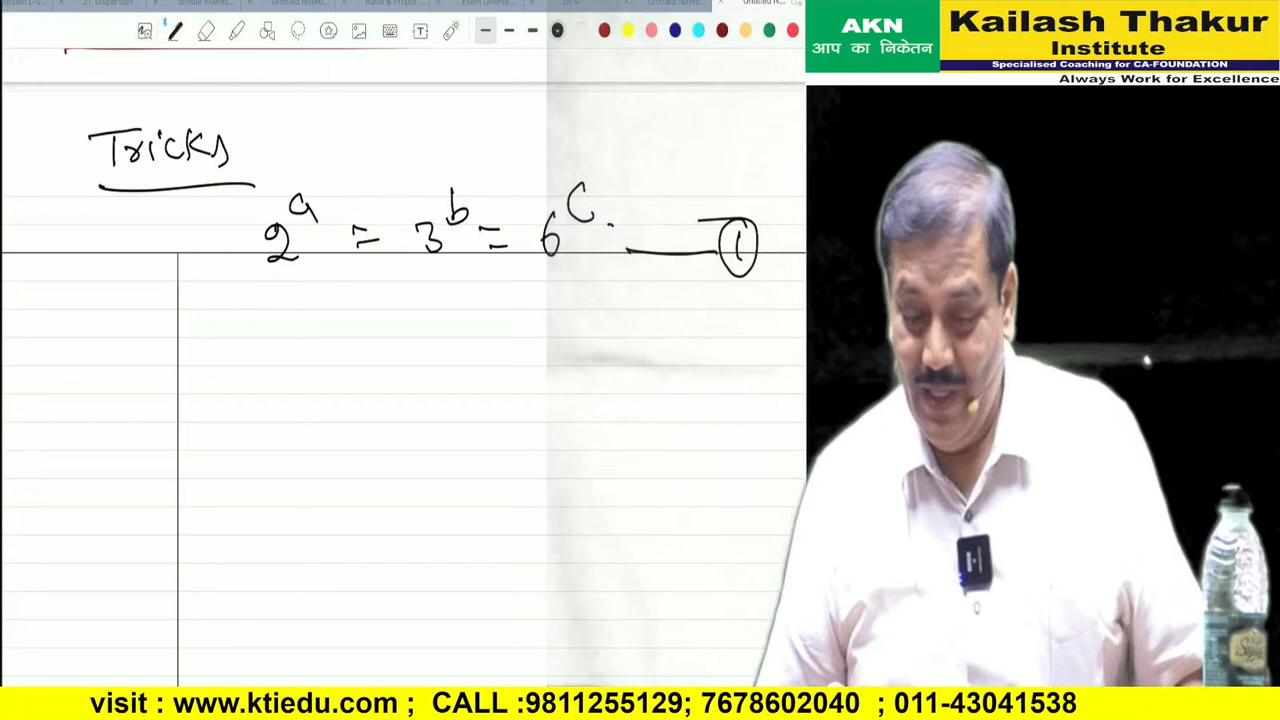 AKN
आप का निकेतन
Kailash Thakur
Institute
Specialised Coaching for CA-FOUNDATION
Always Work for Excellence
Tricks
2^a = 3^b = 6^c. ——— ①
visit : www.ktiedu.com ; CALL :9811255129; 7678602040 ; 011-43041538